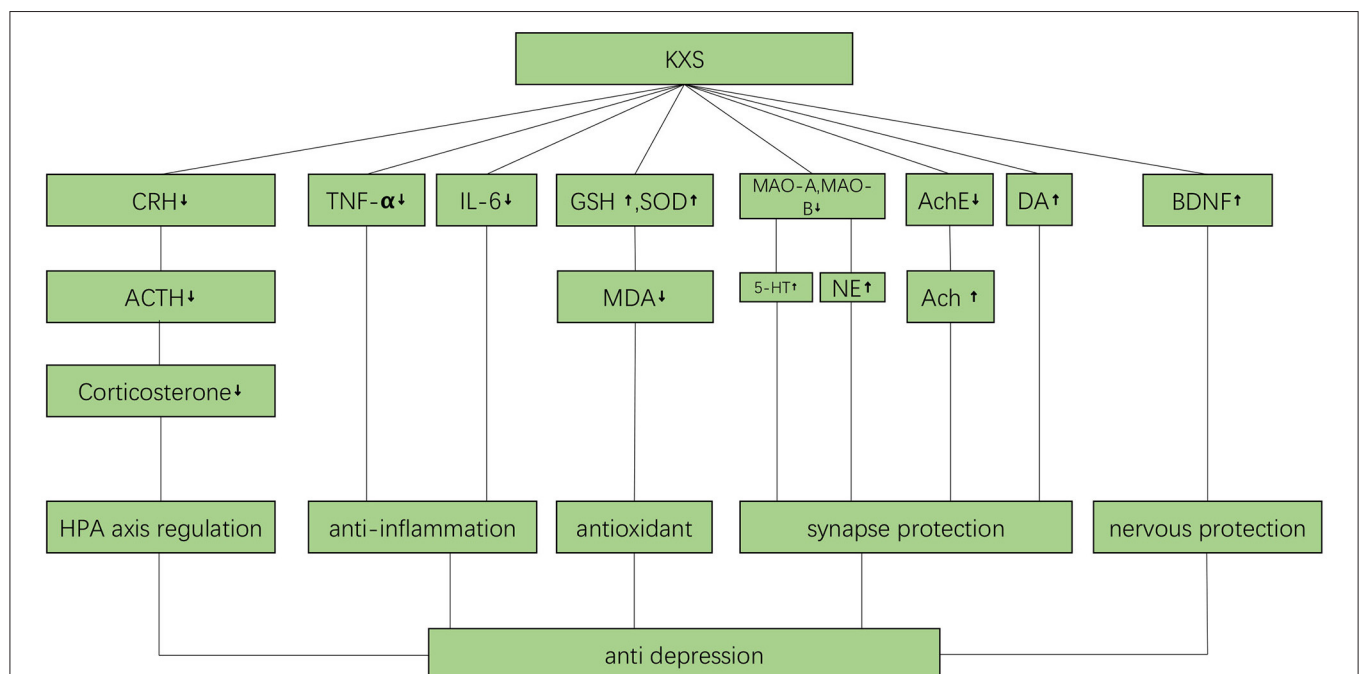 KXS
CRH↓
TNF-α↓
IL-6↓
GSH ↑,SOD↑
MAO-A,MAO-
B↓
AchE↓
DA↑
BDNF↑
ACTH↓
MDA↓
5-HT↑
NE↑
Ach ↑
Corticosterone↓
HPA axis regulation
anti-inflammation
antioxidant
synapse protection
nervous protection
anti depression